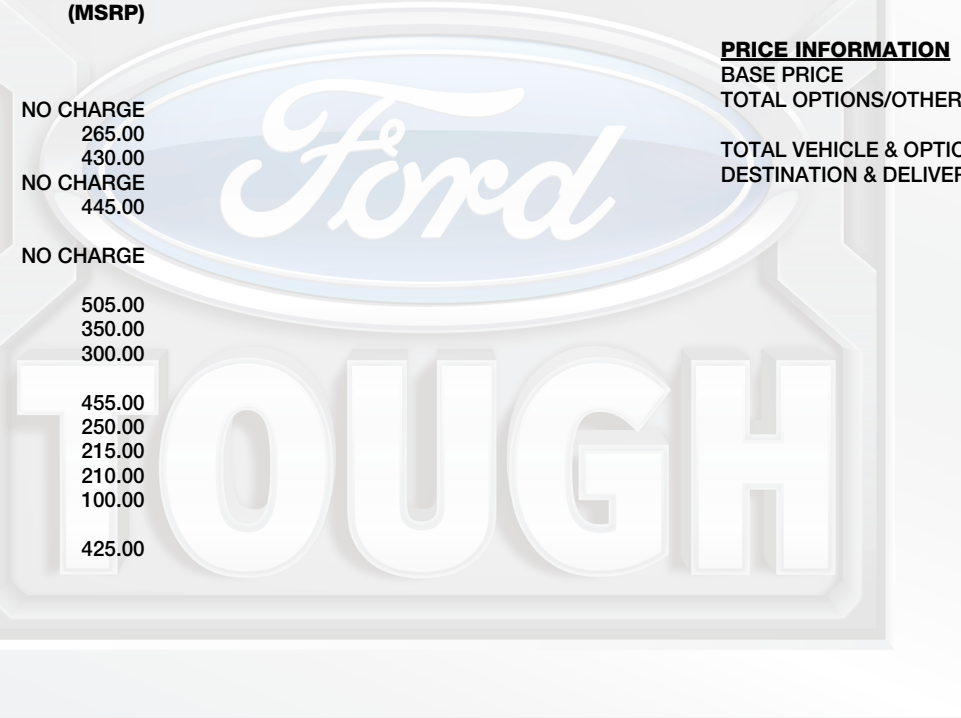 (MSRP)
NO CHARGE
265.00
430.00
NO CHARGE
445.00
NO CHARGE
505.00
350.00
300.00
455.00
250.00
215.00
210.00
100.00
425.00
PRICE INFORMATION
BASE PRICE
TOTAL OPTIONS/OTHER
TOTAL VEHICLE & OPTIO
DESTINATION & DELIVER
Ford
TOUGH